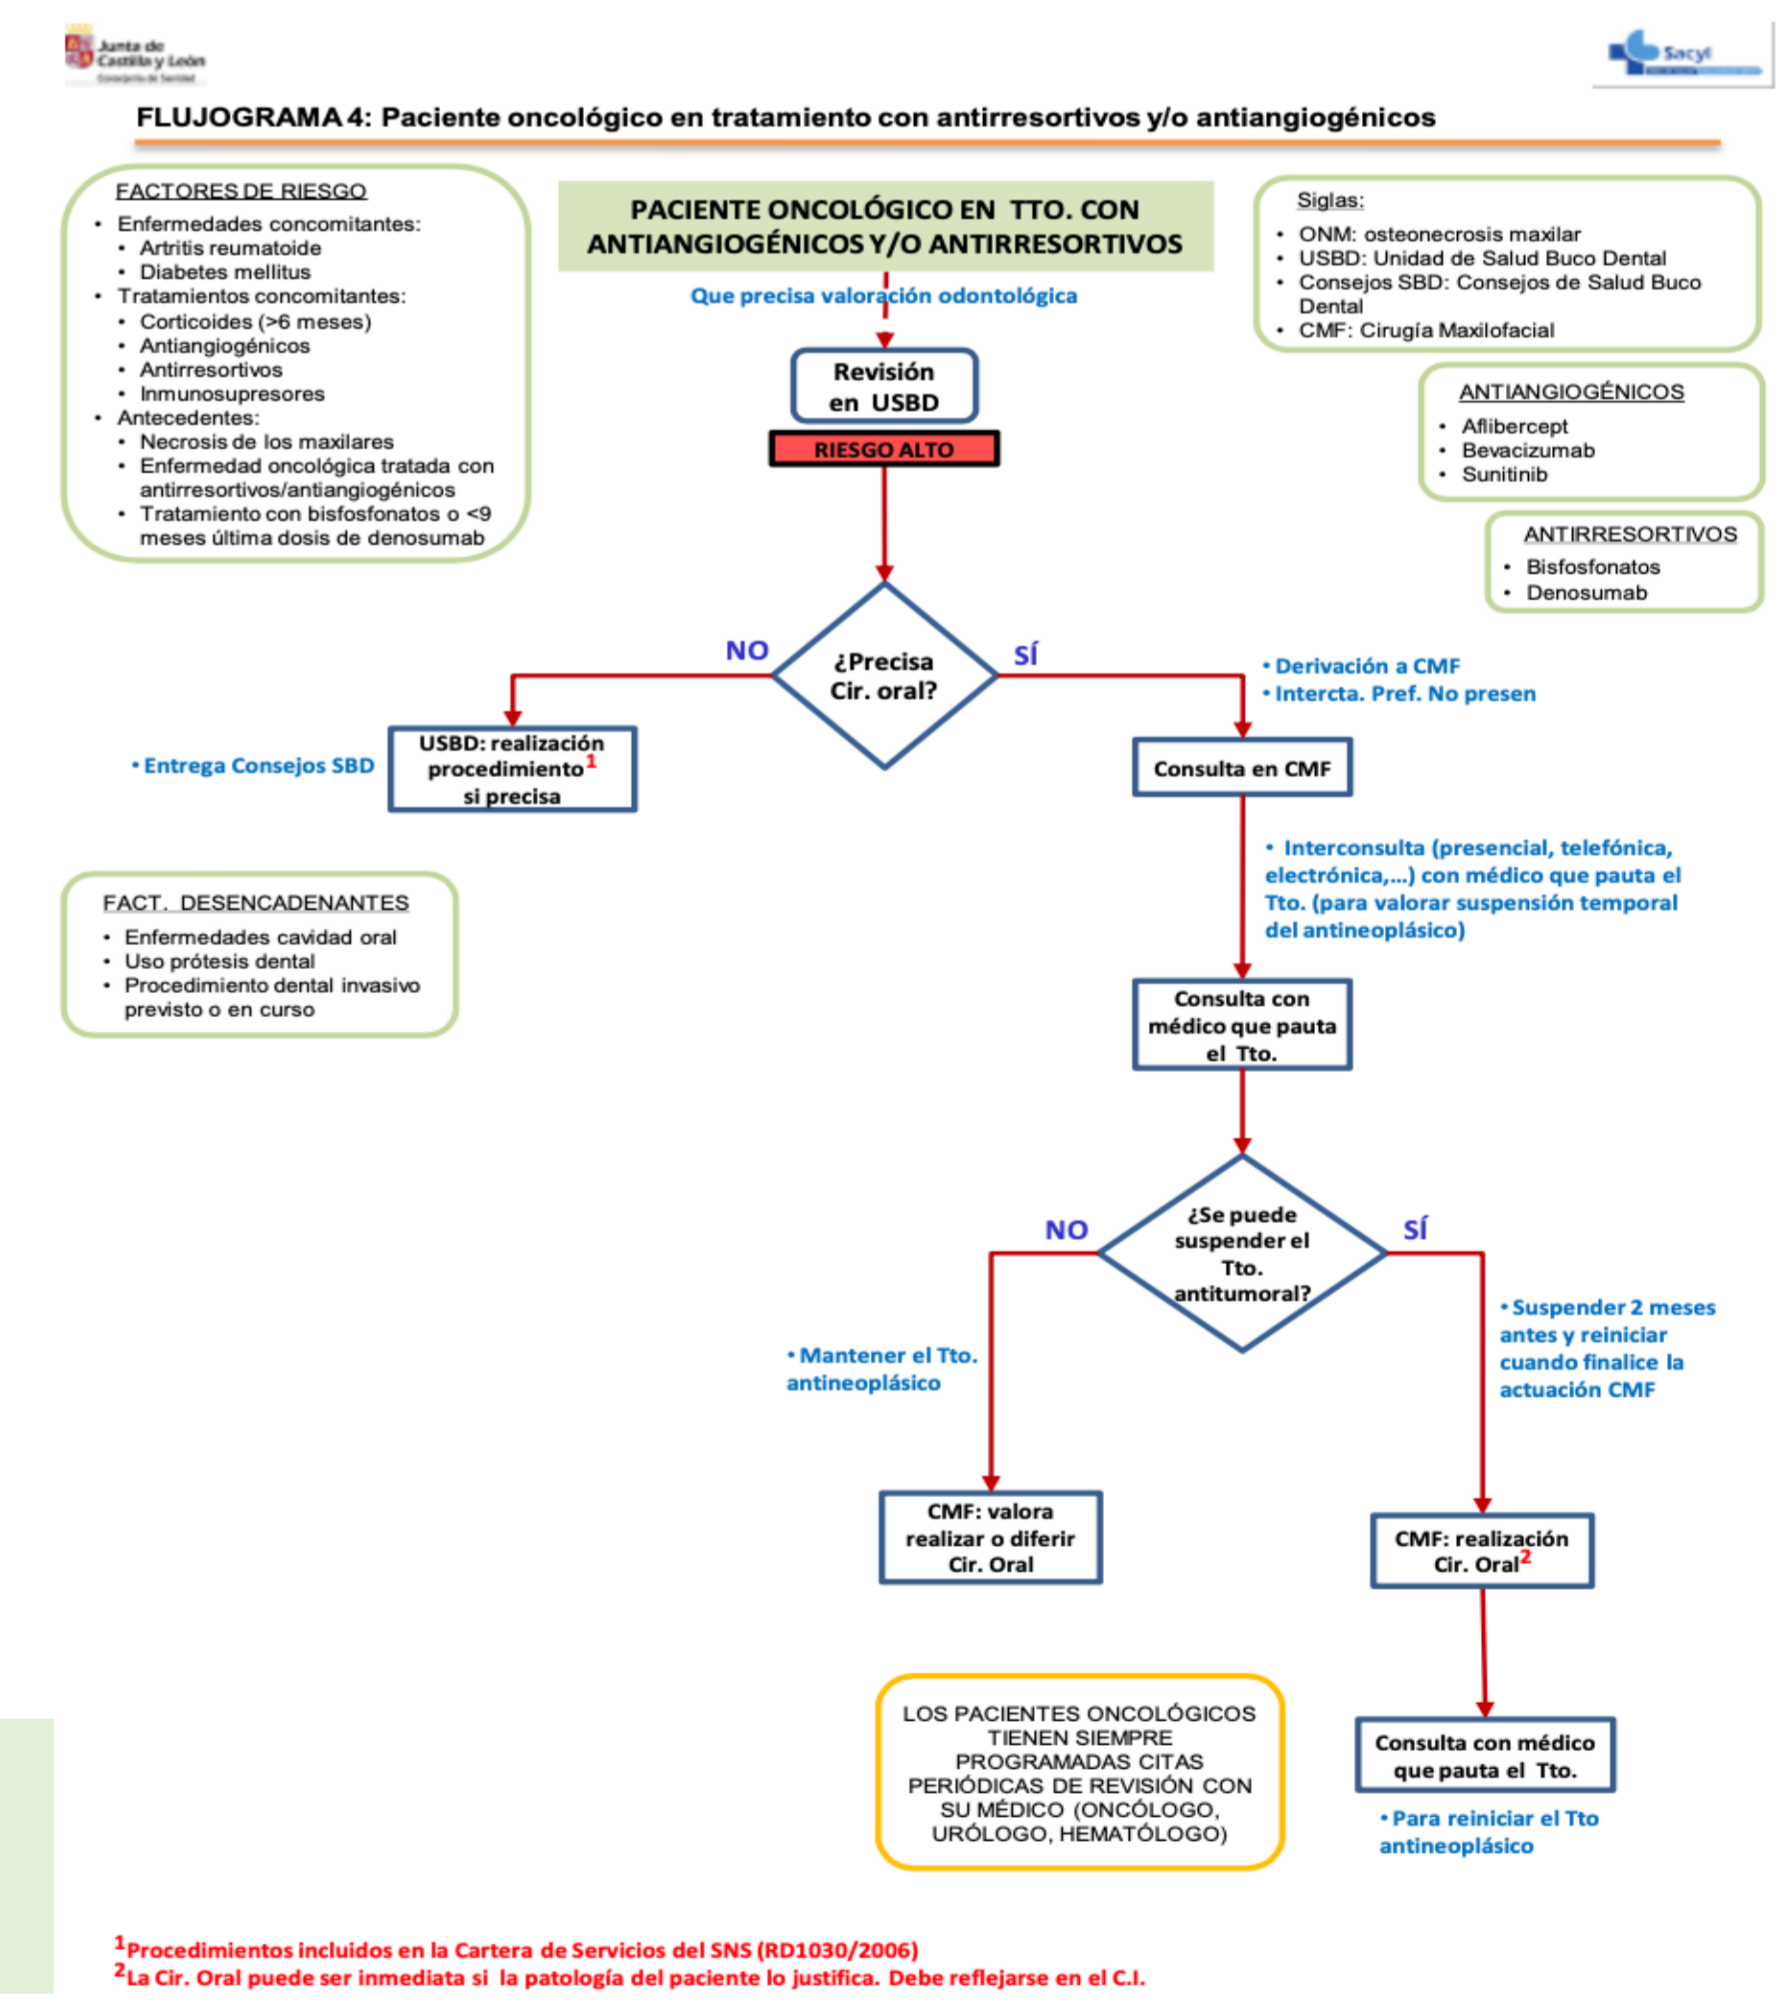 Junta de
Castilla y León
Consejería de Sanidad
Sacyl
FLUJOGRAMA 4: Paciente oncológico en tratamiento con antirresortivos y/o antiangiogénicos
FACTORES DE RIESGO
• Enfermedades concomitantes:
• Artritis reumatoide
• Diabetes mellitus
• Tratamientos concomitantes:
• Corticoides (>6 meses)
• Antiangiogénicos
• Antirresortivos
• Inmunosupresores
• Antecedentes:
• Necrosis de los maxilares
• Enfermedad oncológica tratada con
antirresortivos/antiangiogénicos
• Tratamiento con bisfosfonatos o <9
meses última dosis de denosumab
PACIENTE ONCOLÓGICO EN TTO. CON
ANTIANGIOGÉNICOS Y/O ANTIRRESORTIVOS
Que precisa valoración odontológica
Revisión
en USBD
RIESGO ALTO
Siglas:
• ONM: osteonecrosis maxilar
• USBD: Unidad de Salud Buco Dental
• Consejos SBD: Consejos de Salud Buco
Dental
• CMF: Cirugía Maxilofacial
ANTIANGIOGÉNICOS
• Aflibercept
• Bevacizumab
• Sunitinib
ANTIRRESORTIVOS
• Bisfosfonatos
• Denosumab
¿Precisa
Cir. oral?
NO
SÍ
• Entrega Consejos SBD
USBD: realización
procedimiento1
si precisa
• Derivación a CMF
• Intercta. Pref. No presen
Consulta en CMF
• Interconsulta (presencial, telefónica,
electrónica,...) con médico que pauta el
Tto. (para valorar suspensión temporal
del antineoplásico)
FACT. DESENCADENANTES
• Enfermedades cavidad oral
• Uso prótesis dental
• Procedimiento dental invasivo
previsto o en curso
Consulta con
médico que pauta
el Tto.
¿Se puede
suspender el
Tto.
antitumoral?
NO
SÍ
• Mantener el Tto.
antineoplásico
• Suspender 2 meses
antes y reiniciar
cuando finalice la
actuación CMF
CMF: valora
realizar o diferir
Cir. Oral
CMF: realización
Cir. Oral2
LOS PACIENTES ONCOLÓGICOS
TIENEN SIEMPRE
PROGRAMADAS CITAS
PERIÓDICAS DE REVISIÓN CON
SU MÉDICO (ONCÓLOGO,
URÓLOGO, HEMATÓLOGO)
Consulta con médico
que pauta el Tto.
• Para reiniciar el Tto
antineoplásico
1Procedimientos incluidos en la Cartera de Servicios del SNS (RD1030/2006)
2La Cir. Oral puede ser inmediata si la patología del paciente lo justifica. Debe reflejarse en el C.I.